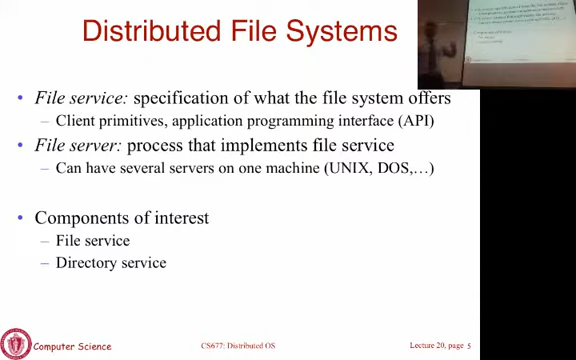 Distributed File Systems
• File service: specification of what the file system offers
– Client primitives, application programming interface (API)
• File server: process that implements file service
– Can have several servers on one machine (UNIX, DOS,…)
• Components of interest
– File service
– Directory service
Computer Science
CS677: Distributed OS
Lecture 20, page 5